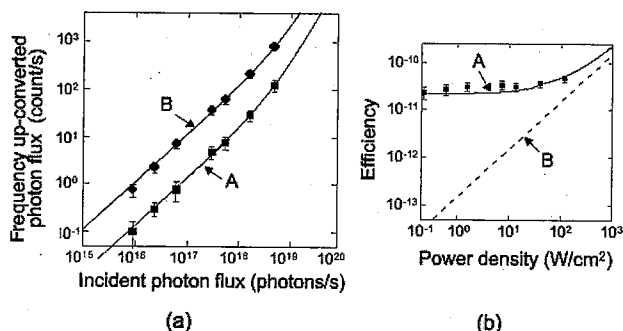 (a)
10³
10²
10¹
10⁰
10⁻¹
Frequency up-converted
photon flux (count/s)
B
A
10¹⁵ 10¹⁶ 10¹⁷ 10¹⁸ 10¹⁹ 10²⁰
Incident photon flux (photons/s)
(a)
(b)
10⁻¹⁰
10⁻¹¹
10⁻¹²
10⁻¹³
Efficiency
A
B
10⁻¹ 10⁰ 10¹ 10² 10³
Power density (W/cm²)
(b)